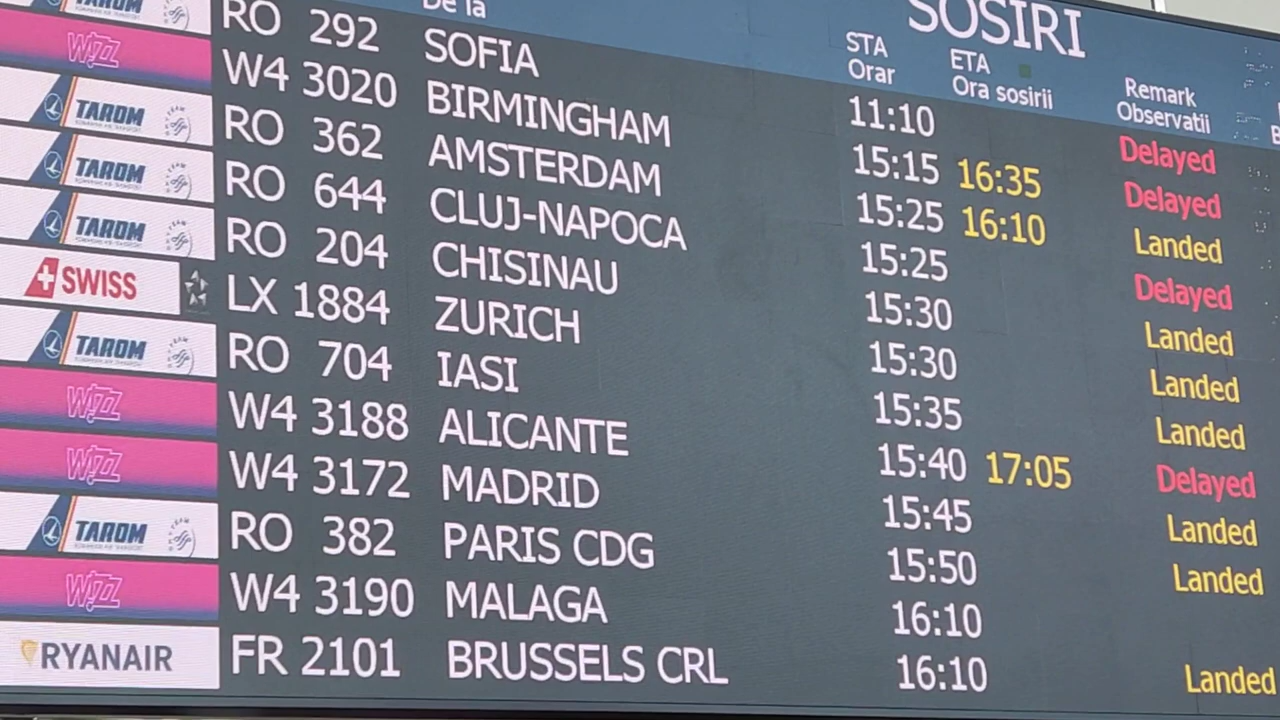 SOSIRI
De la STA ETA Remark
Orar Ora sosirii Observatii
TAROM RO 292 SOFIA 11:10 Delayed
WIZZ W4 3020 BIRMINGHAM 15:15 16:35 Delayed
TAROM RO 362 AMSTERDAM 15:25 16:10 Landed
TAROM RO 644 CLUJ-NAPOCA 15:25 Delayed
TAROM RO 204 CHISINAU 15:30 Landed
SWISS LX 1884 ZURICH 15:30 Landed
TAROM RO 704 IASI 15:35 Landed
WIZZ W4 3188 ALICANTE 15:40 17:05 Delayed
WIZZ W4 3172 MADRID 15:45 Landed
TAROM RO 382 PARIS CDG 15:50 Landed
WIZZ W4 3190 MALAGA 16:10
RYANAIR FR 2101 BRUSSELS CRL 16:10 Landed